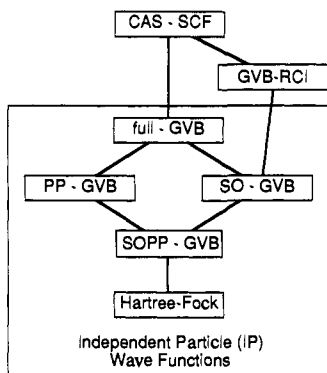 CAS - SCF
GVB-RCI
full - GVB
PP - GVB
SO - GVB
SOPP - GVB
Hartree-Fock
Independent Particle (IP)
Wave Functions